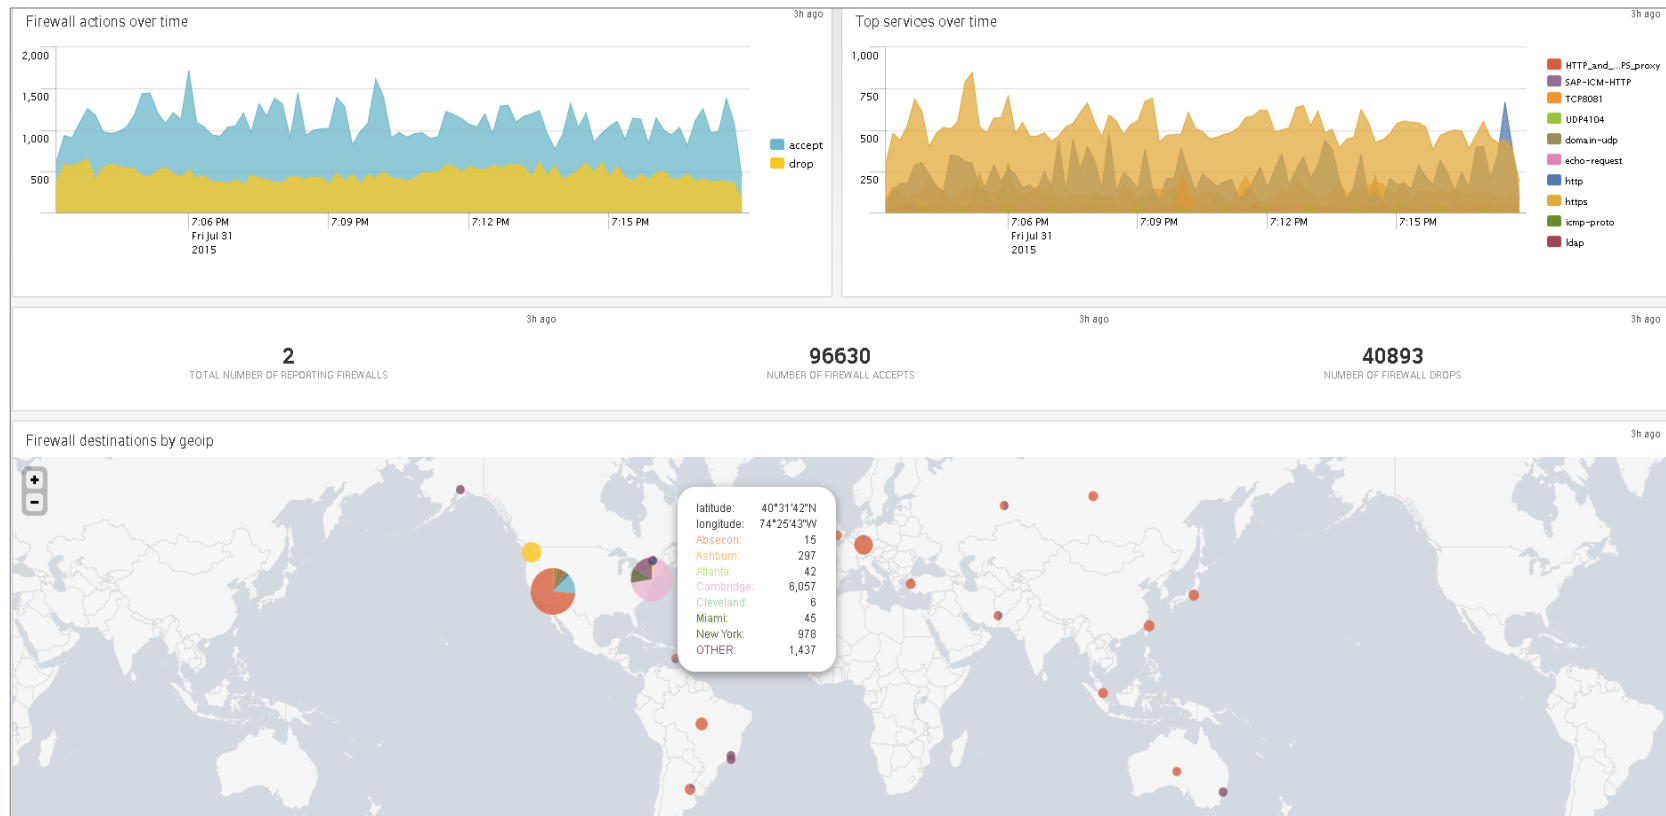 Firewall actions over time
3h ago
2,000
1,500
1,000
500
7:06 PM
Fri Jul 31
2015
7:09 PM
7:12 PM
7:15 PM
accept
drop
Top services over time
1,000
750
500
250
7:06 PM
Fri Jul 31
2015
7:09 PM
7:12 PM
7:15 PM
HTTP_and_...PS_proxy
SAP-ICM-HTTP
TCP8081
UDP4104
domain-udp
echo-request
http
https
icmp-proto
ldap
3h ago
2
TOTAL NUMBER OF REPORTING FIREWALLS
3h ago
96630
NUMBER OF FIREWALL ACCEPTS
3h ago
40893
NUMBER OF FIREWALL DROPS
Firewall destinations by geoip
3h ago
+
-
latitude: 40°31'42"N
longitude: 74°25'43"W
Absecon: 15
Ashburn: 297
Atlanta: 42
Cambridge: 6,057
Cleveland: 6
Miami: 45
New York: 978
OTHER: 1,437